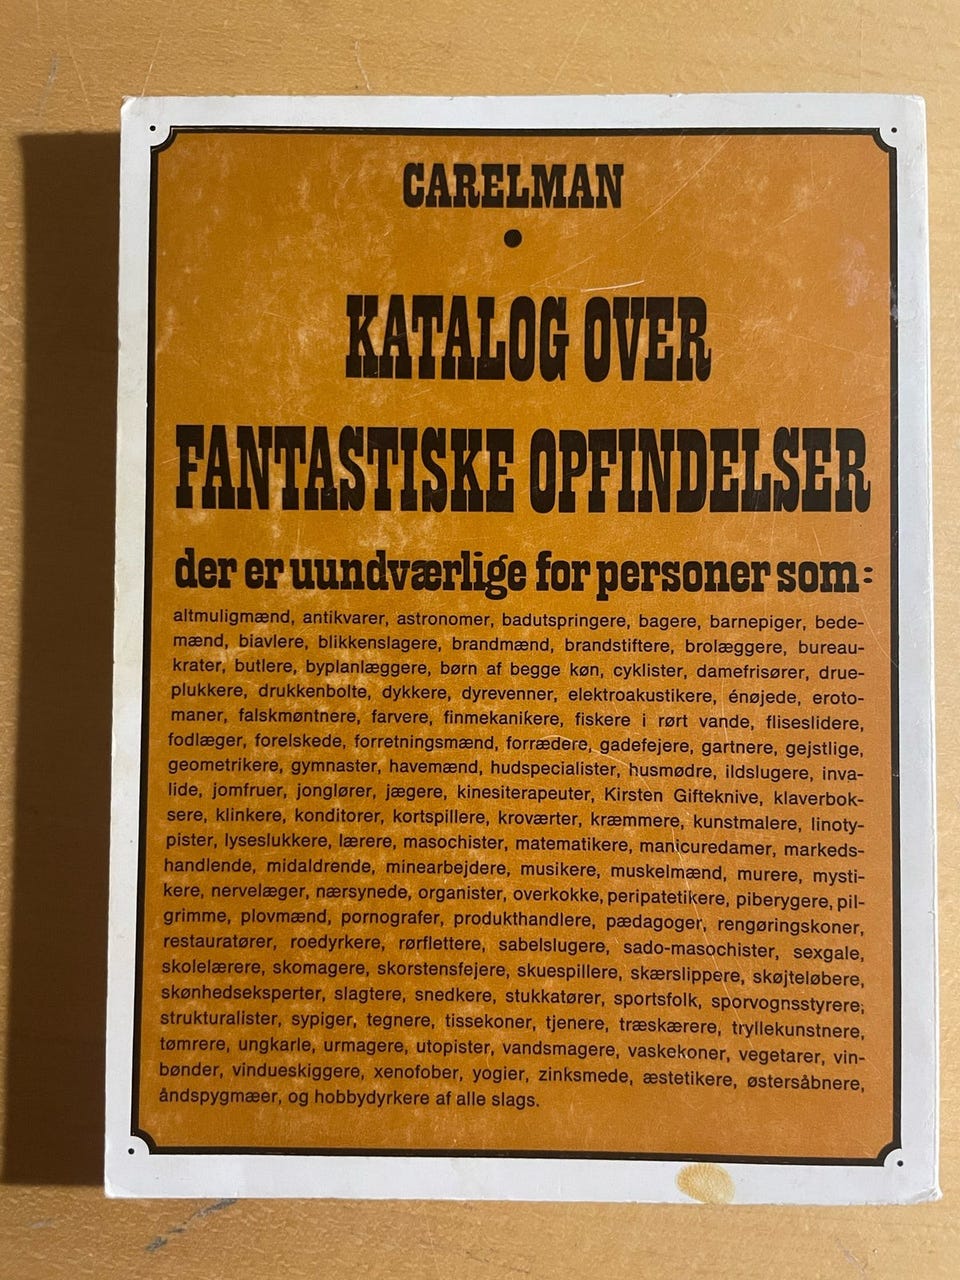 CARELMAN
KATALOG OVER
FANTASTISKE OPFINDELSER
der er uundværlige for personer som:
altmuligmænd, antikvarer, astronomer, badutspringere, bagere, barnepiger, bede-
mænd, biavlere, blikkenslagere, brandmænd, brandstiftere, brolæggere, bureau-
krater, butlere, byplanlæggere, børn af begge køn, cyklister, damefrisører, drue-
plukkere, drukkenbolte, dykkere, dyrevenner, elektroakustikere, énøjede, eroto-
maner, falskmøntnere, farvere, finmekanikere, fiskere i rørt vande, fliseslidere,
fodlæger, forelskede, forretningsmænd, forrædere, gadefejere, gartnere, gejstlige,
geometrikere, gymnaster, havemænd, hudspecialister, husmødre, ildslugere, inva-
lide, jomfruer, jonglører, jægere, kinesiterapeuter, Kirsten Gifteknive, klaverbok-
sere, klinkere, konditorer, kortspillere, kroværter, kræmmere, kunstmalere, linoty-
pister, lyseslukkere, lærere, masochister, matematikere, manicuredamer, markeds-
handlende, midaldrende, minearbejdere, musikere, muskelmænd, murere, mysti-
kere, nervelæger, nærsynede, organister, overkokke, peripatetikere, piberygere, pil-
grimme, plovmænd, pornografer, produkthandlere, pædagoger, rengøringskoner,
restauratører, roedyrkere, rørflettere, sabelslugere, sado-masochister, sexgale,
skolelærere, skomagere, skorstensfejere, skuespillere, skærslippere, skøjteløbere,
skønhedseksperter, slagtere, snedkere, stukkatører, sportsfolk, sporvognsstyrere,
strukturalister, sypiger, tegnere, tissekoner, tjenere, træskærere, tryllekunstnere,
tømrere, ungkarle, urmagere, utopister, vandsmagere, vaskekoner, vegetarer, vin-
bønder, vindueskiggere, xenofober, yogier, zinksmede, æstetikere, østersåbnere,
åndspygmæer, og hobbydyrkere af alle slags.